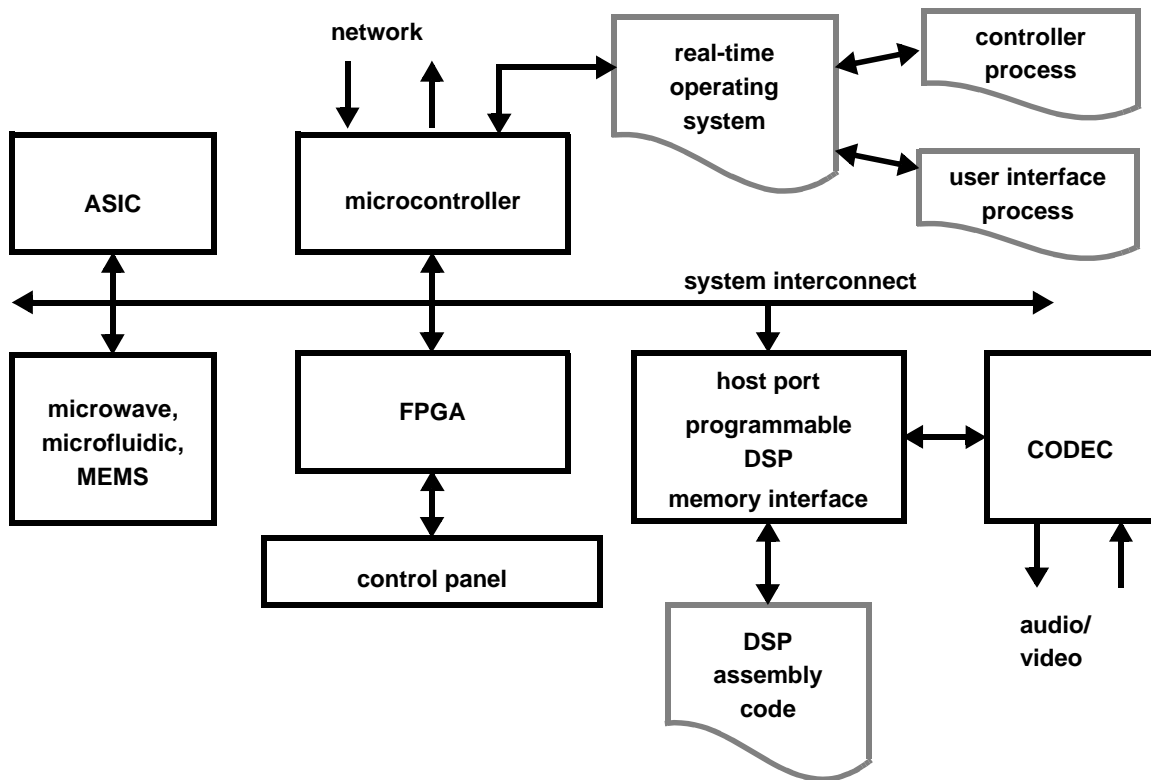 network
real-time
operating
system
controller
process
user interface
process
ASIC
microcontroller
system interconnect
microwave,
microfluidic,
MEMS
FPGA
host port
programmable
DSP
memory interface
CODEC
control panel
DSP
assembly
code
audio/
video